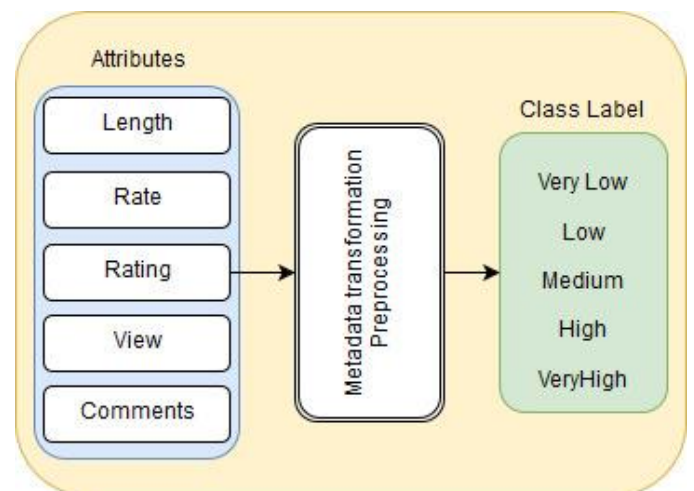 Attributes
Length
Rate
Rating
View
Comments
Metadata transformation
Preprocessing
Class Label
Very Low
Low
Medium
High
VeryHigh